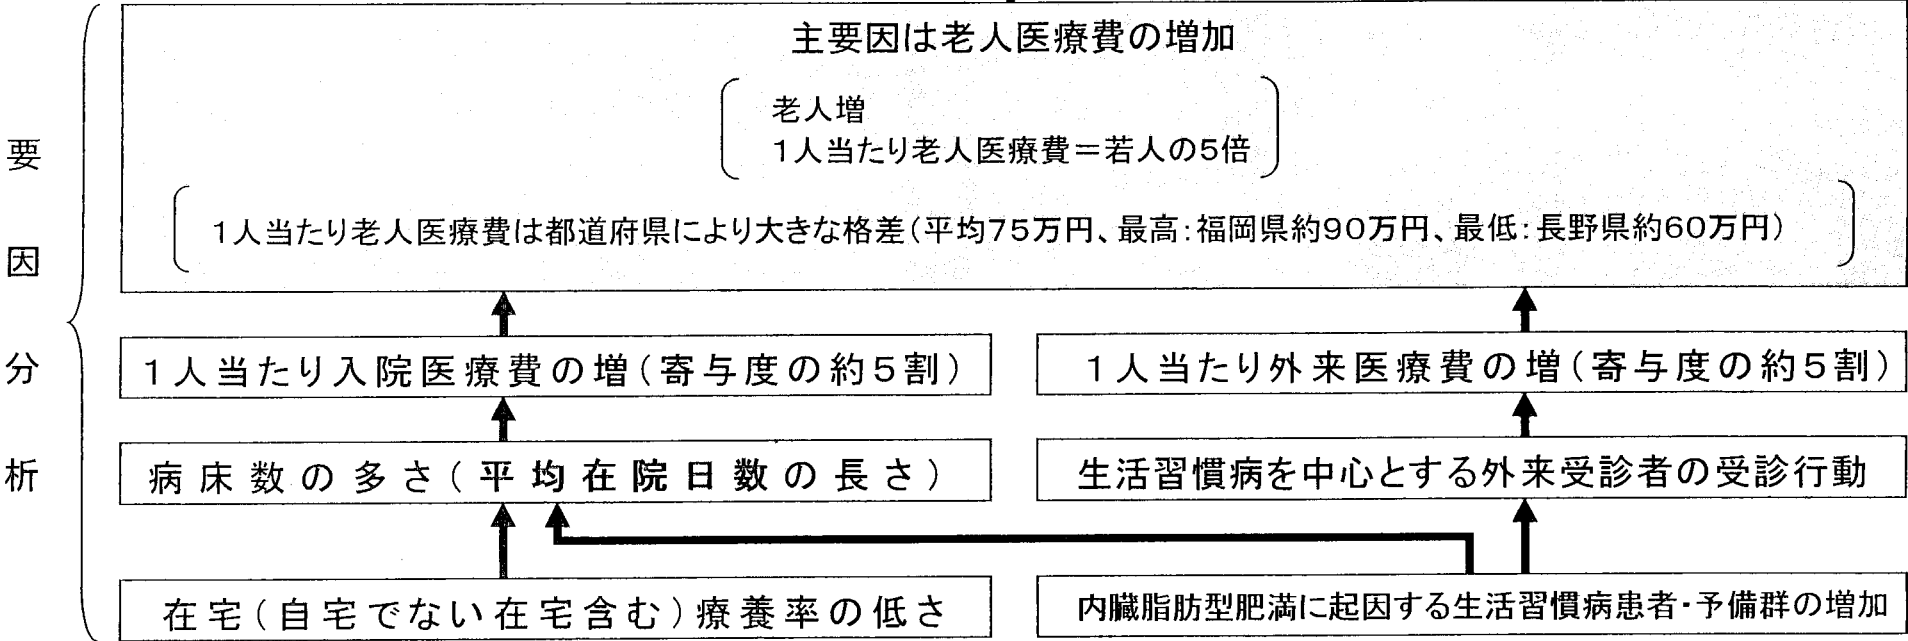 要因分析
主要因は老人医療費の増加
老人増
1人当たり老人医療費＝若人の5倍
1人当たり老人医療費は都道府県により大きな格差(平均75万円、最高:福岡県約90万円、最低:長野県約60万円)
1人当たり入院医療費の増(寄与度の約5割)
1人当たり外来医療費の増(寄与度の約5割)
病床数の多さ(平均在院日数の長さ)
生活習慣病を中心とする外来受診者の受診行動
在宅(自宅でない在宅含む)療養率の低さ
内臓脂肪型肥満に起因する生活習慣病患者・予備群の増加